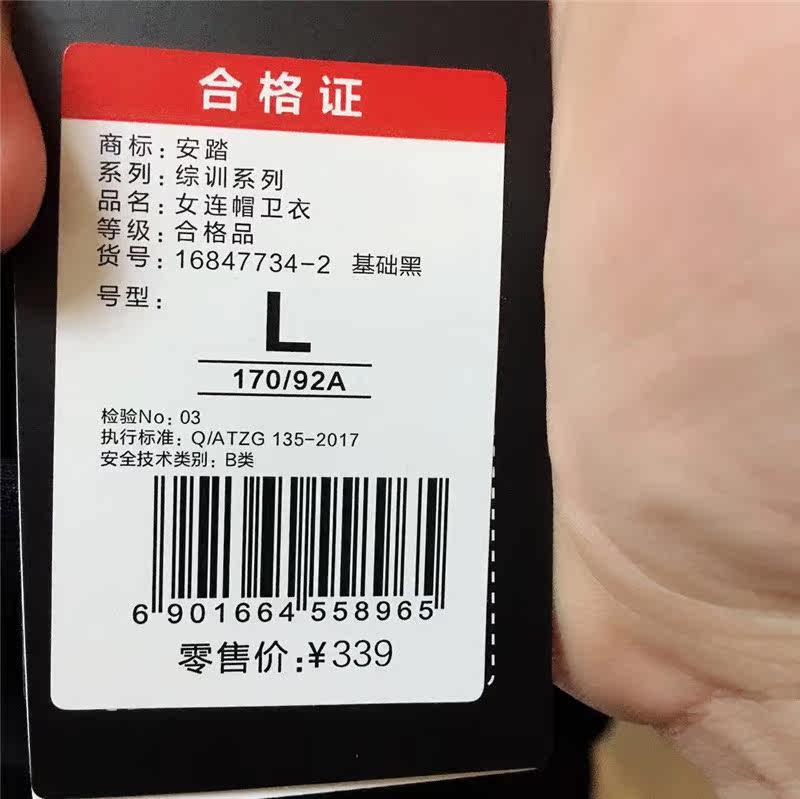 合格证
商标：安踏
系列：综训系列
品名：女连帽卫衣
等级：合格品
货号：16847734-2 基础黑
号型：
L
170/92A
检验No：03
执行标准：Q/ATZG 135-2017
安全技术类别：B类
6 901664 558965
零售价：¥339